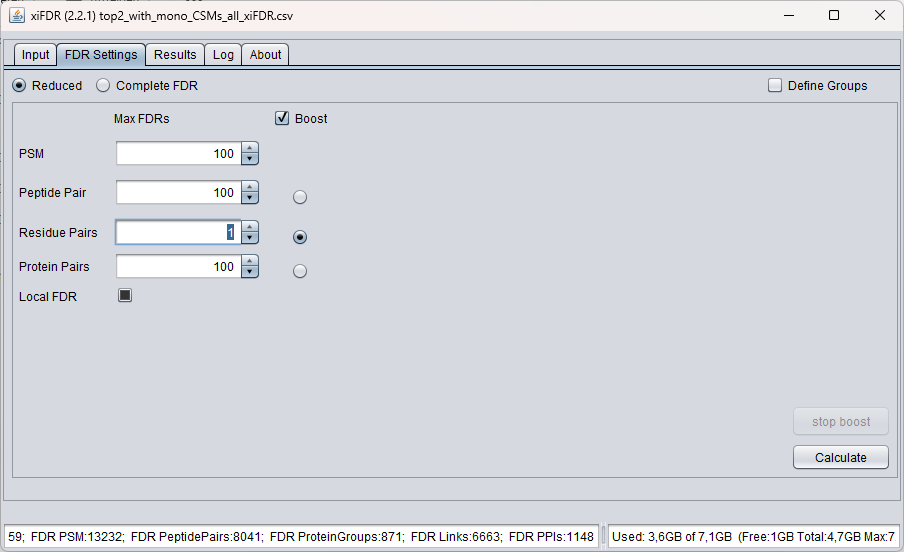 xiFDR (2.2.1) top2_with_mono_CSMs_all_xiFDR.csv
Input FDR Settings Results Log About
Reduced Complete FDR Define Groups
Max FDRs Boost
PSM 100
Peptide Pair 100
Residue Pairs 1
Protein Pairs 100
Local FDR
stop boost
Calculate
59; FDR PSM:13232; FDR PeptidePairs:8041; FDR ProteinGroups:871; FDR Links:6663; FDR PPIs:1148 Used: 3,6GB of 7,1GB (Free:1GB Total:4,7GB Max:7